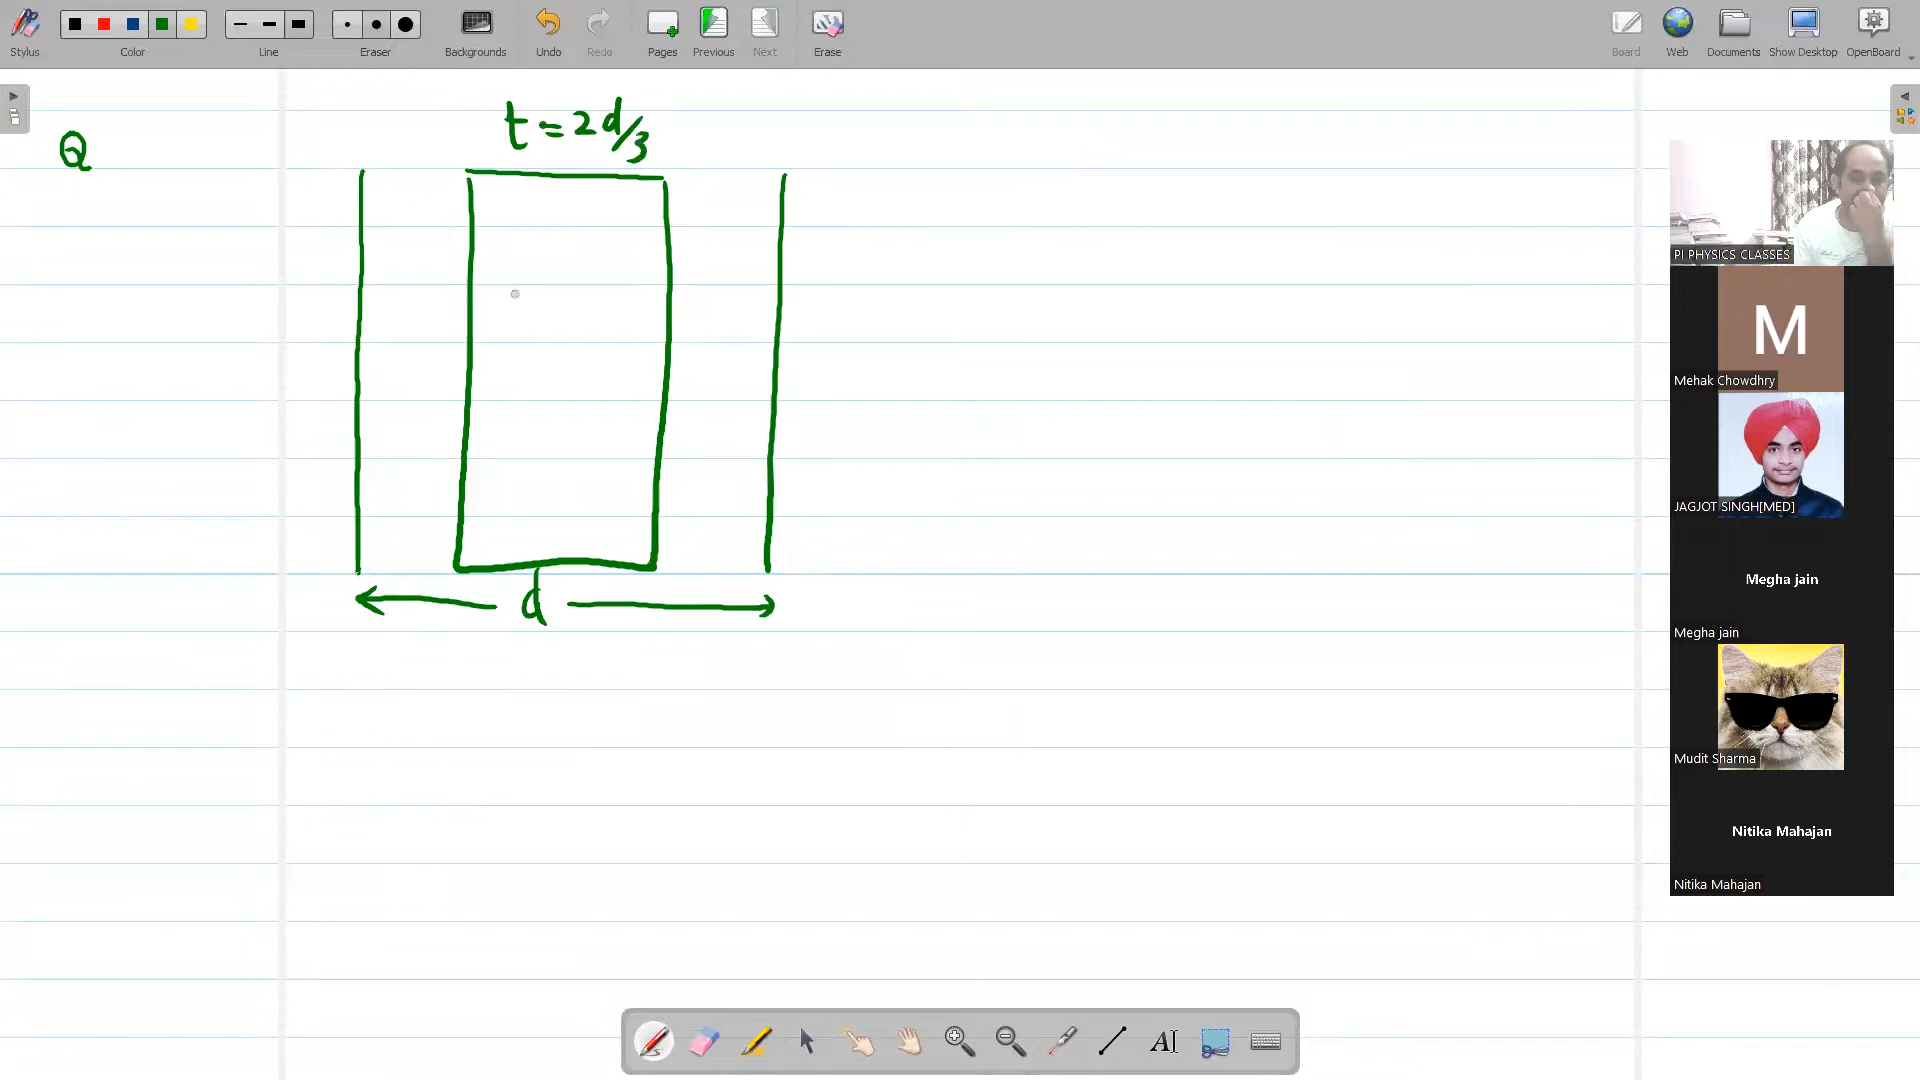 Stylus
Color
Line
Eraser
Backgrounds
Undo
Redo
Pages
Previous
Next
Erase
Board
Web
Documents
Show Desktop
OpenBoard
Q
t = 2d/3
d
PI PHYSICS CLASSES
M
Mehak Chowdhry
JAGJOT SINGH[MED]
Megha jain
Megha jain
Mudit Sharma
Nitika Mahajan
Nitika Mahajan
AI